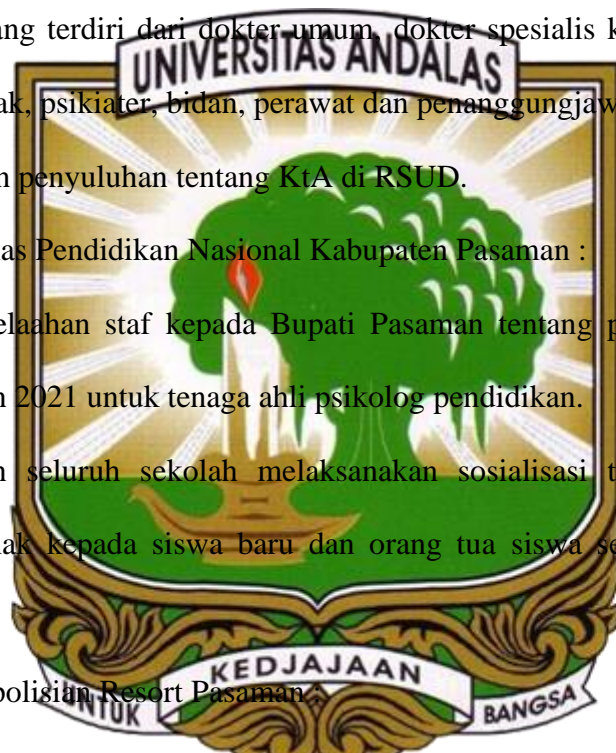 ang terdiri dari dokter umum, dokter spesialis k
UNIVERSITAS ANDALAS
ak, psikiater, bidan, perawat dan penanggungjaw
n penyuluhan tentang KtA di RSUD.
nas Pendidikan Nasional Kabupaten Pasaman :
elaahan staf kepada Bupati Pasaman tentang p
n 2021 untuk tenaga ahli psikolog pendidikan.
n seluruh sekolah melaksanakan sosialisasi t
nak kepada siswa baru dan orang tua siswa se
polisian Resort Pasaman :
UNTUK KEDJAJAAN BANGSA